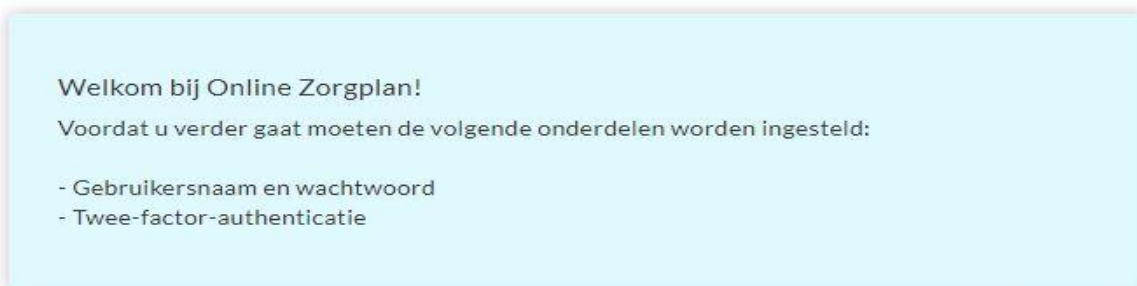 Welkom bij Online Zorgplan!
Voordat u verder gaat moeten de volgende onderdelen worden ingesteld:
- Gebruikersnaam en wachtwoord
- Twee-factor-authenticatie